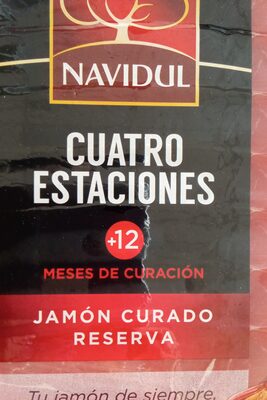 NAVIDUL
CUATRO
ESTACIONES
+12
MESES DE CURACIÓN
JAMÓN CURADO
RESERVA
Tu jamón de siempre,